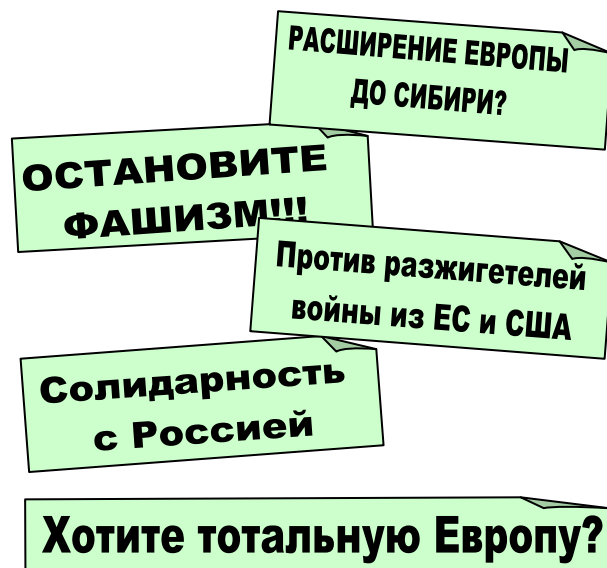 РАСШИРЕНИЕ ЕВРОПЫ
ДО СИБИРИ?
ОСТАНОВИТЕ
ФАШИЗМ!!!
Против разжигетелей
войны из ЕС и США
Солидарность
с Россией
Хотите тотальную Европу?